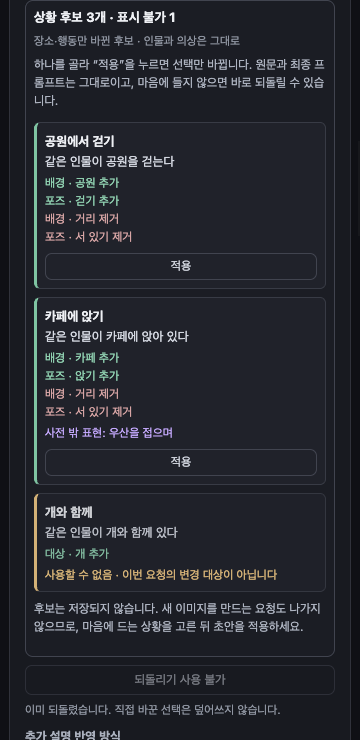 상황 후보 3개 · 표시 불가 1
장소·행동만 바뀐 후보 · 인물과 의상은 그대로
하나를 골라 “적용”을 누르면 선택만 바뀝니다. 원문과 최종 프
롬프트는 그대로이고, 마음에 들지 않으면 바로 되돌릴 수 있습
니다.
공원에서 걷기
같은 인물이 공원을 걷는다
배경 · 공원 추가
포즈 · 걷기 추가
배경 · 거리 제거
포즈 · 서 있기 제거
적용
카페에 앉기
같은 인물이 카페에 앉아 있다
배경 · 카페 추가
포즈 · 앉기 추가
배경 · 거리 제거
포즈 · 서 있기 제거
사전 밖 표현: 우산을 접으며
적용
개와 함께
같은 인물이 개와 함께 있다
대상 · 개 추가
사용할 수 없음 · 이번 요청의 변경 대상이 아닙니다
후보는 저장되지 않습니다. 새 이미지를 만드는 요청도 나가지
않으므로, 마음에 드는 상황을 고른 뒤 초안을 적용하세요.
되돌리기 사용 불가
이미 되돌렸습니다. 직접 바꾼 선택은 덮어쓰지 않습니다.
추가 설명 반영 방식